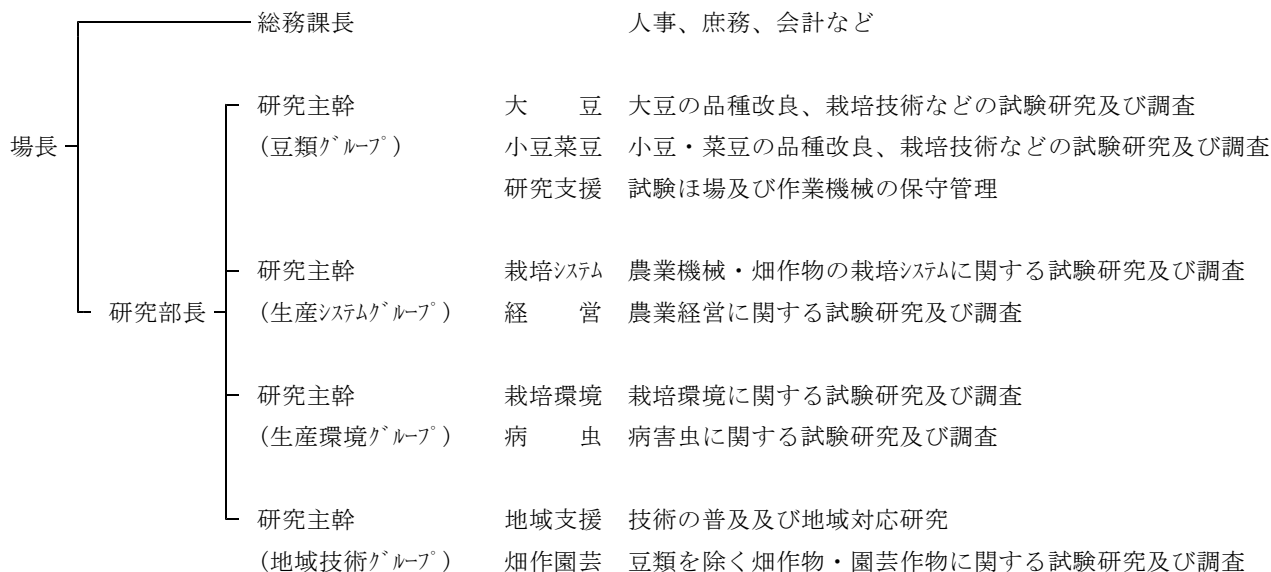 総務課長 人事、庶務、会計など
研究主幹 大 豆 大豆の品種改良、栽培技術などの試験研究及び調査
場長 (豆類ｸﾞﾙｰﾌﾟ) 小豆菜豆 小豆・菜豆の品種改良、栽培技術などの試験研究及び調査
研究支援 試験ほ場及び作業機械の保守管理
研究主幹 栽培ｼｽﾃﾑ 農業機械・畑作物の栽培ｼｽﾃﾑに関する試験研究及び調査
研究部長 (生産ｼｽﾃﾑｸﾞﾙｰﾌﾟ) 経 営 農業経営に関する試験研究及び調査
研究主幹 栽培環境 栽培環境に関する試験研究及び調査
(生産環境ｸﾞﾙｰﾌﾟ) 病 虫 病害虫に関する試験研究及び調査
研究主幹 地域支援 技術の普及及び地域対応研究
(地域技術ｸﾞﾙｰﾌﾟ) 畑作園芸 豆類を除く畑作物・園芸作物に関する試験研究及び調査